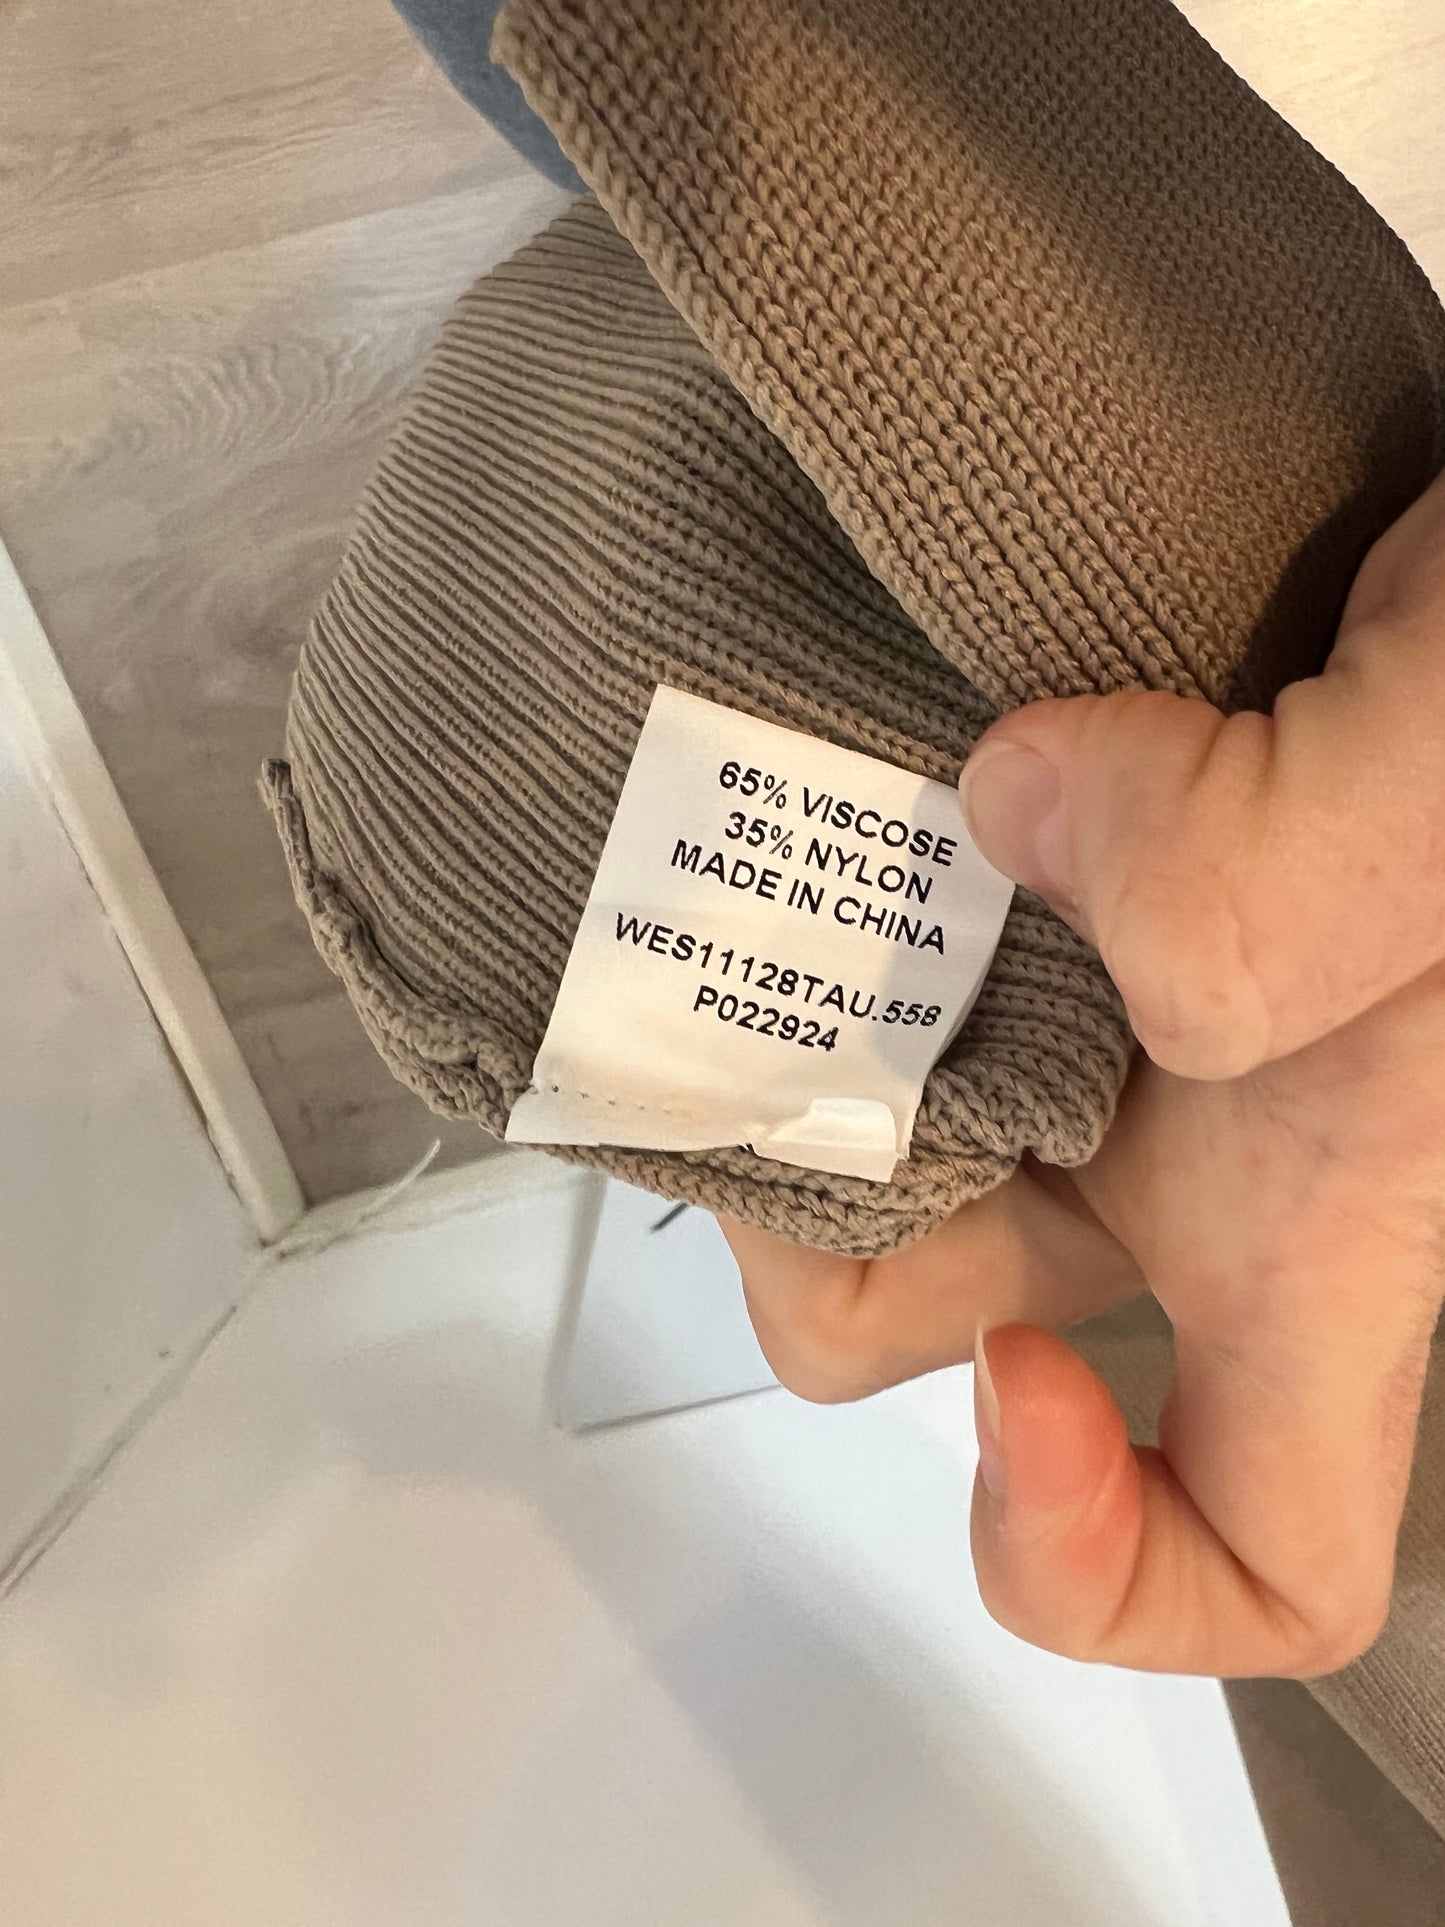 65% VISCOSE
35% NYLON
MADE IN CHINA
WES11128TAU.558
P022924